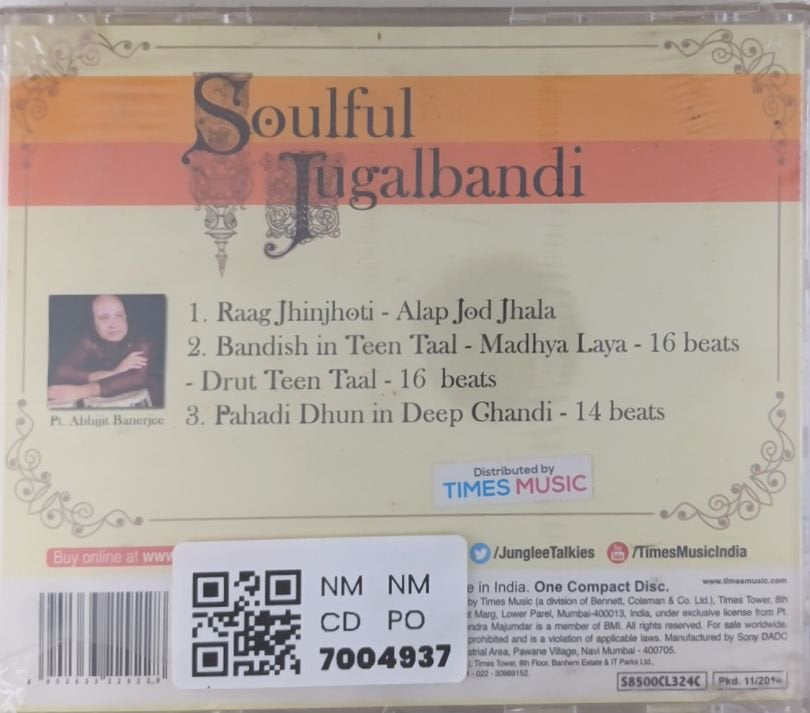 Soulful
Jugalbandi
1. Raag Jhinjhoti - Alap Jod Jhala
2. Bandish in Teen Taal - Madhya Laya - 16 beats
- Drut Teen Taal - 16 beats
Pt. Abhijit Banerjee
3. Pahadi Dhun in Deep Chandi - 14 beats
Distributed by
TIMES MUSIC
Buy online at www
/JungleeTalkies
/TimesMusicIndia
NM NM
CD PO
7004937
e in India. One Compact Disc.
www.timesmusic.com
by Times Music (a division of Bennett, Coleman & Co. Ltd.), Times Tower, 8th
Marg, Lower Parel, Mumbai-400013, India, under exclusive license from Pt.
ndra Majumdar is a member of BMI. All rights reserved. For sale worldwide.
prohibited and is a violation of applicable laws. Manufactured by Sony DADC
strial Area, Pawane Village, Navi Mumbai - 400705.
), Times Tower, 8th Floor, Banhem Estate & IT Parks Ltd.,
- 022 - 30989152.
S8500CL324C
Pkd. 11/201